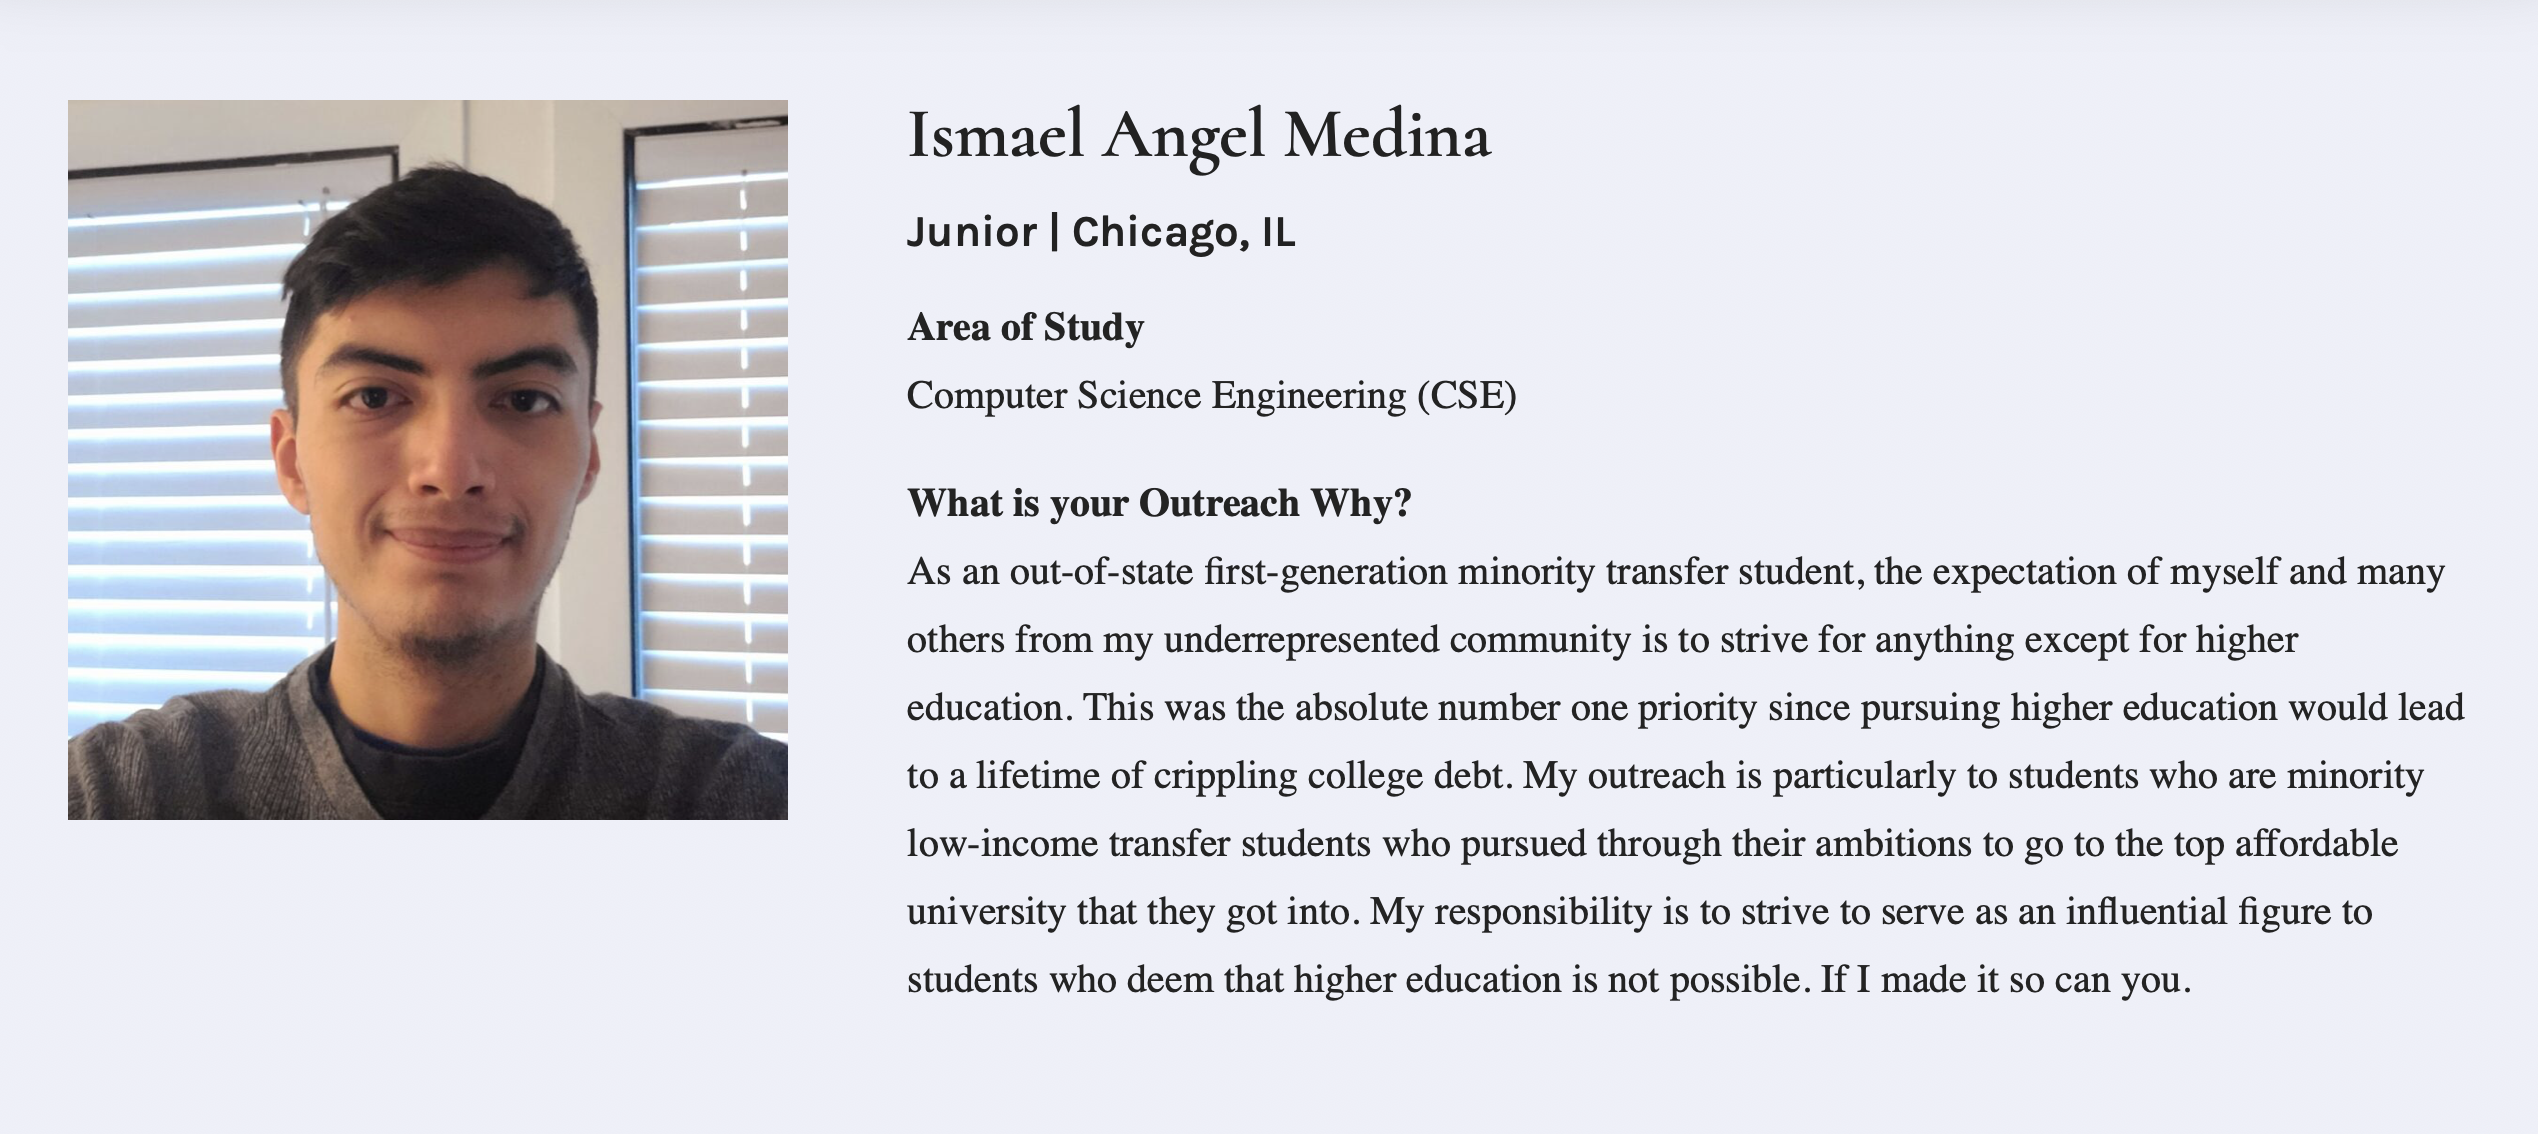 Ismael Angel Medina
Junior | Chicago, IL
Area of Study
Computer Science Engineering (CSE)
What is your Outreach Why?
As an out-of-state first-generation minority transfer student, the expectation of myself and many
others from my underrepresented community is to strive for anything except for higher
education. This was the absolute number one priority since pursuing higher education would lead
to a lifetime of crippling college debt. My outreach is particularly to students who are minority
low-income transfer students who pursued through their ambitions to go to the top affordable
university that they got into. My responsibility is to strive to serve as an influential figure to
students who deem that higher education is not possible. If I made it so can you.